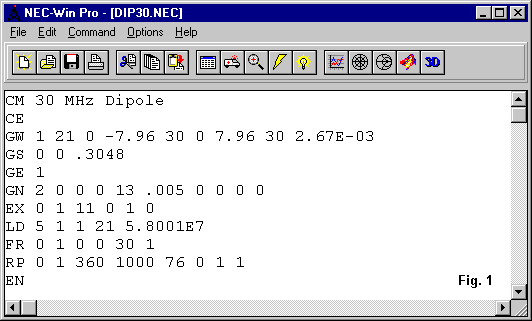 NEC-Win Pro - [DIP30.NEC]
File Edit Command Options Help
3D
CM 30 MHz Dipole
CE
GW 1 21 0 -7.96 30 0 7.96 30 2.67E-03
GS 0 0 .3048
GE 1
GN 2 0 0 0 13 .005 0 0 0 0
EX 0 1 11 0 1 0
LD 5 1 1 21 5.8001E7
FR 0 1 0 0 30 1
RP 0 1 360 1000 76 0 1 1
EN
Fig. 1